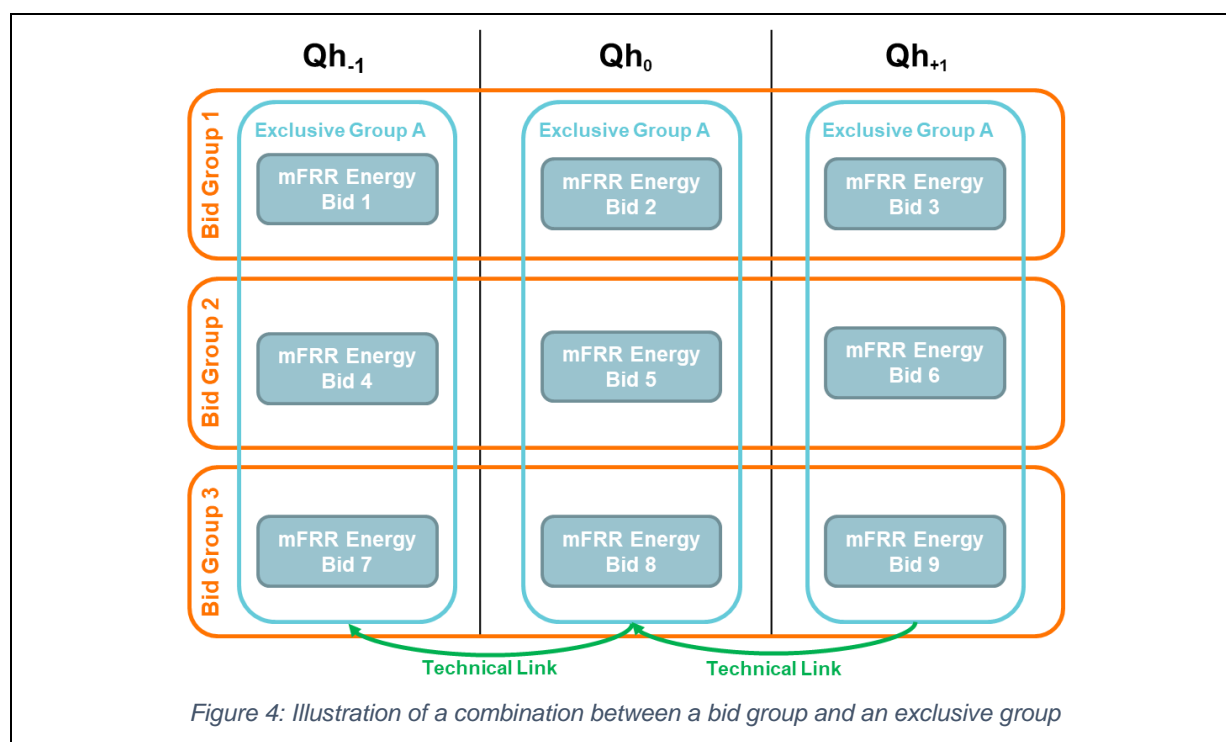 Qh-1
Qh0
Qh+1
Bid Group 1
Exclusive Group A
Exclusive Group A
Exclusive Group A
mFRR Energy
Bid 1
mFRR Energy
Bid 2
mFRR Energy
Bid 3
Bid Group 2
mFRR Energy
Bid 4
mFRR Energy
Bid 5
mFRR Energy
Bid 6
Bid Group 3
mFRR Energy
Bid 7
mFRR Energy
Bid 8
mFRR Energy
Bid 9
Technical Link
Technical Link
Figure 4: Illustration of a combination between a bid group and an exclusive group